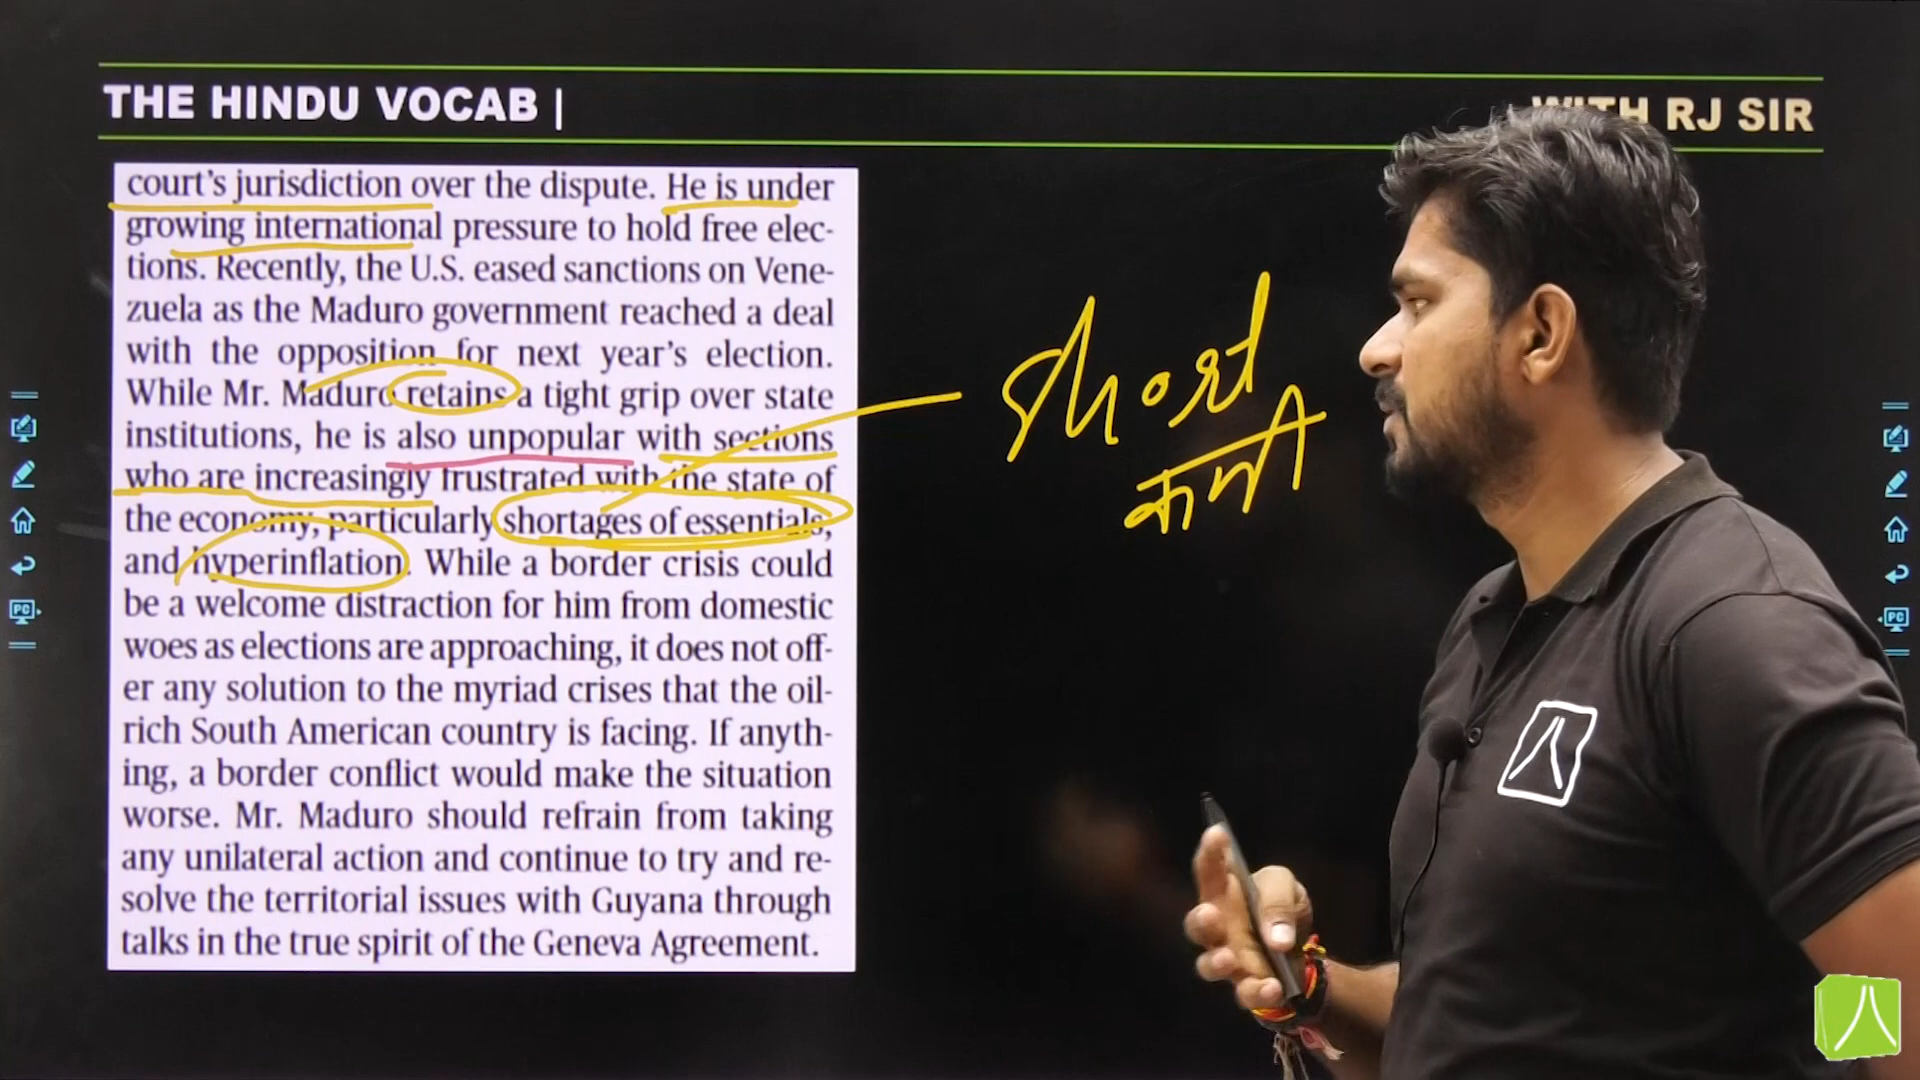 THE HINDU VOCAB |
WITH RJ SIR
court's jurisdiction over the dispute. He is under
growing international pressure to hold free elec-
tions. Recently, the U.S. eased sanctions on Vene-
zuela as the Maduro government reached a deal
with the opposition for next year's election.
While Mr. Maduro retains a tight grip over state
institutions, he is also unpopular with sections
who are increasingly frustrated with the state of
the economy, particularly shortages of essentials,
and hyperinflation. While a border crisis could
be a welcome distraction for him from domestic
woes as elections are approaching, it does not off-
er any solution to the myriad crises that the oil-
rich South American country is facing. If anyth-
ing, a border conflict would make the situation
worse. Mr. Maduro should refrain from taking
any unilateral action and continue to try and re-
solve the territorial issues with Guyana through
talks in the true spirit of the Geneva Agreement.
Short
कमी
PC
PC